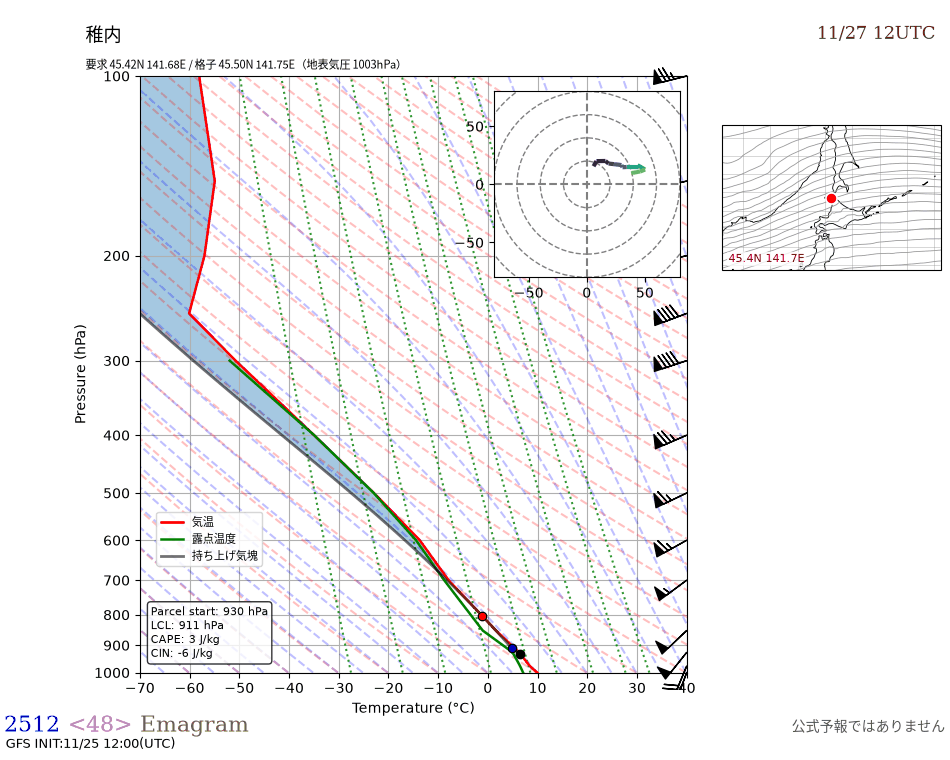 稚内
11/27 12UTC
要求 45.42N 141.68E / 格子 45.50N 141.75E（地表気圧 1003hPa）
100
200
300
400
500
600
700
800
900
1000
Pressure (hPa)
50
0
−50
−50 0 50
気温
露点温度
持ち上げ気塊
Parcel start: 930 hPa
LCL: 911 hPa
CAPE: 3 J/kg
CIN: -6 J/kg
−70 −60 −50 −40 −30 −20 −10 0 10 20 30 40
Temperature (°C)
45.4N 141.7E
2512 <48> Emagram
GFS INIT:11/25 12:00(UTC)
公式予報ではありません